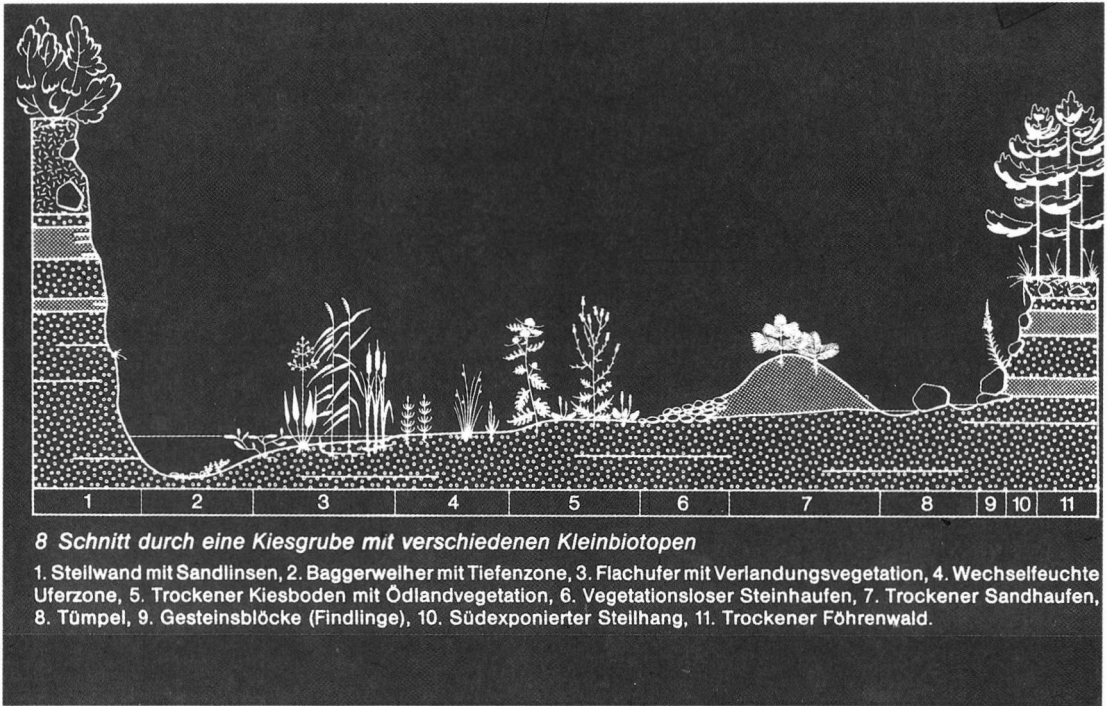 1 2 3 4 5 6 7 8 9 10 11
8 Schnitt durch eine Kiesgrube mit verschiedenen Kleinbiotopen
1. Steilwand mit Sandlinsen, 2. Baggerweiher mit Tiefenzone, 3. Flachufer mit Verlandungsvegetation, 4. Wechselfeuchte
Uferzone, 5. Trockener Kiesboden mit Ödlandvegetation, 6. Vegetationsloser Steinhaufen, 7. Trockener Sandhaufen,
8. Tümpel, 9. Gesteinsblöcke (Findlinge), 10. Südexponierter Steilhang, 11. Trockener Föhrenwald.